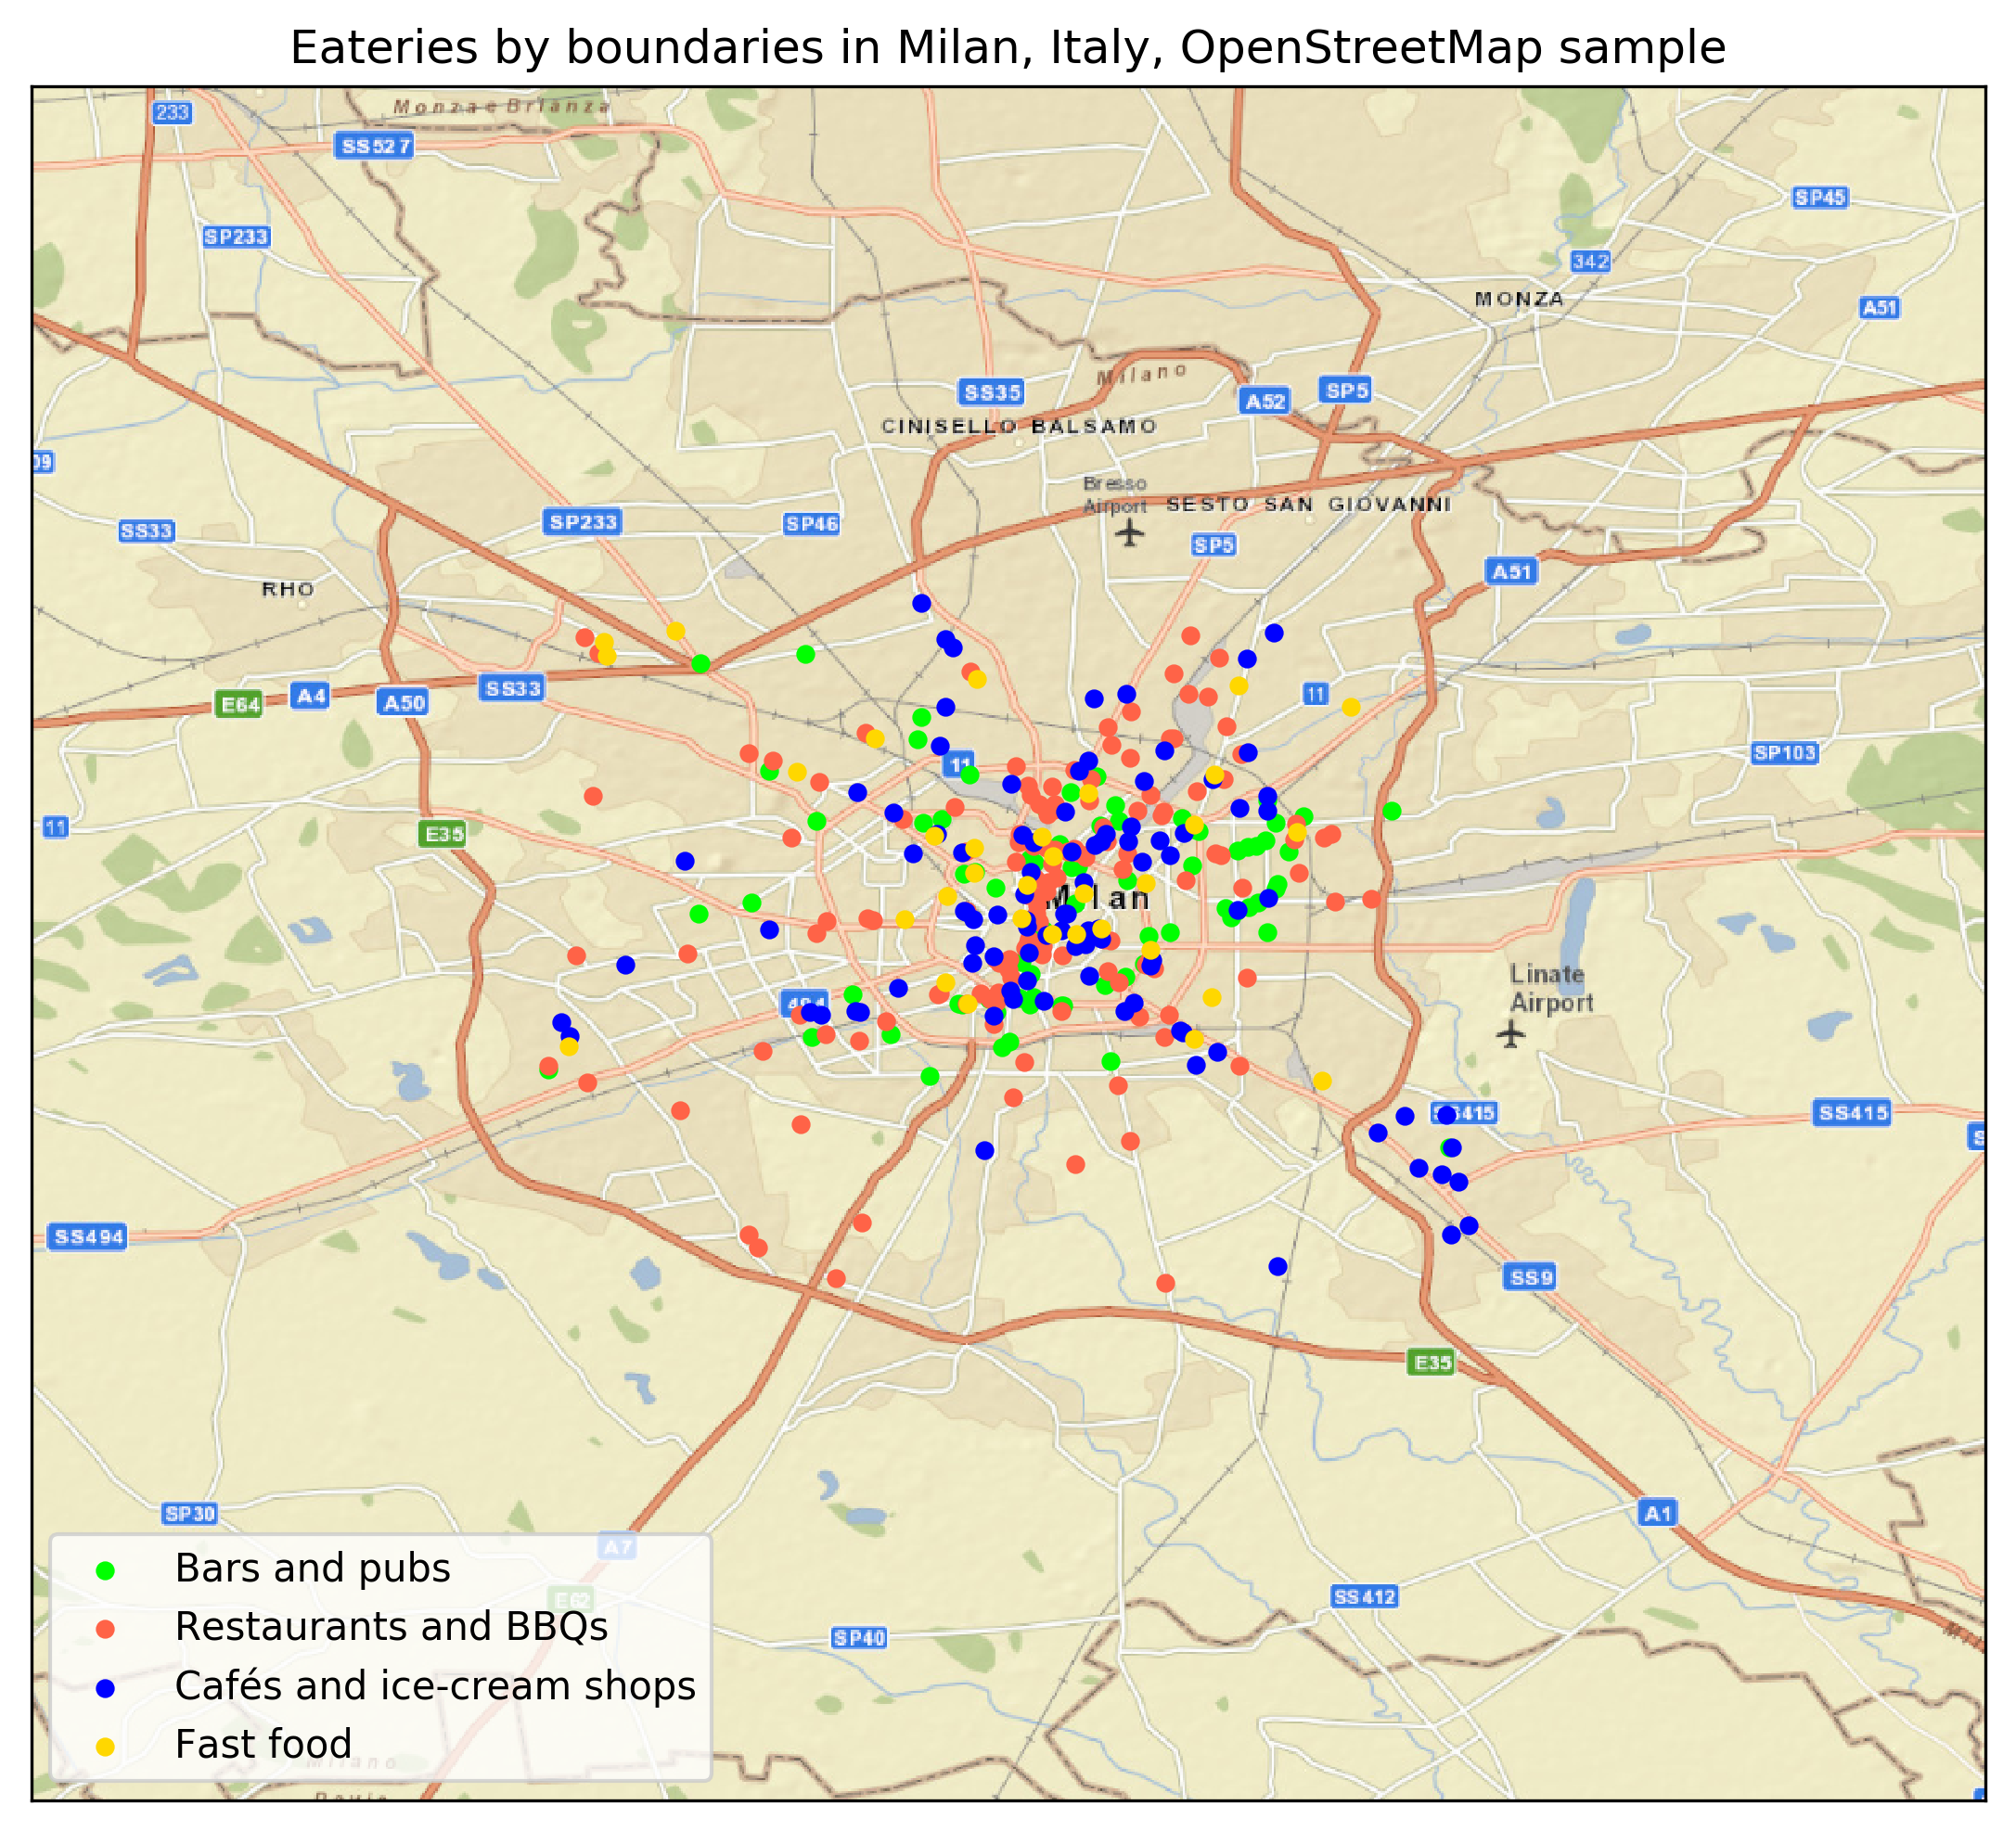 Eateries by boundaries in Milan, Italy, OpenStreetMap sample
233
Monza e Brianza
SS527
SP45
SP233
342
MONZA
A51
Milano
SS35
A52
SP5
CINISELLO BALSAMO
09
Bresso
Airport
SESTO SAN GIOVANNI
SS33
SP233
SP46
SP5
A51
RHO
E64
A4
A50
SS33
11
11
SP103
11
E35
Milan
Linate
Airport
494
SS415
SS415
SS494
SS9
E35
SP30
A1
A7
E62
SS412
SP40
Bars and pubs
Restaurants and BBQs
Cafés and ice-cream shops
Fast food
Milano